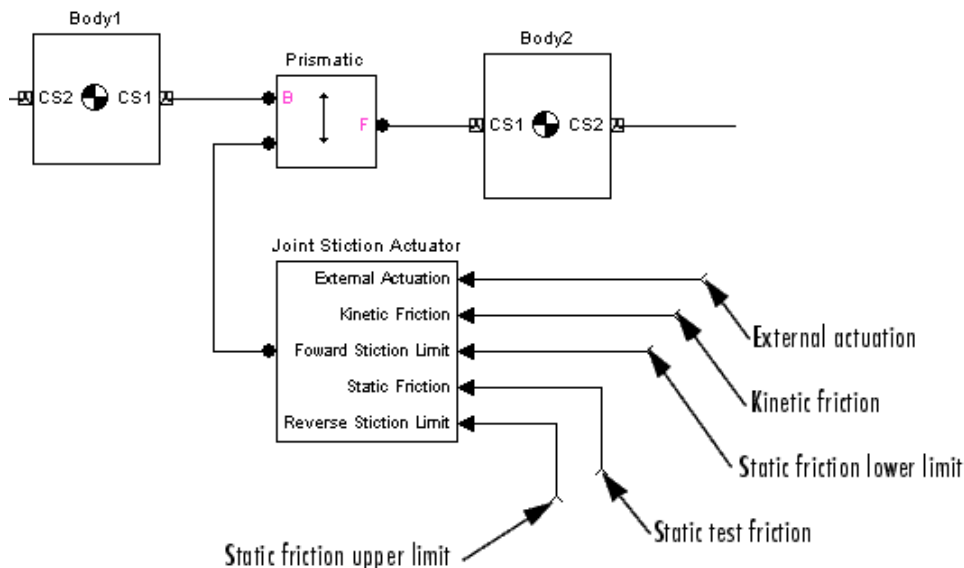 Body1
Prismatic
Body2
CS2 CS1
B
F
CS1 CS2
Joint Stiction Actuator
External Actuation
Kinetic Friction
Foward Stiction Limit
Static Friction
Reverse Stiction Limit
External actuation
Kinetic friction
Static friction lower limit
Static test friction
Static friction upper limit